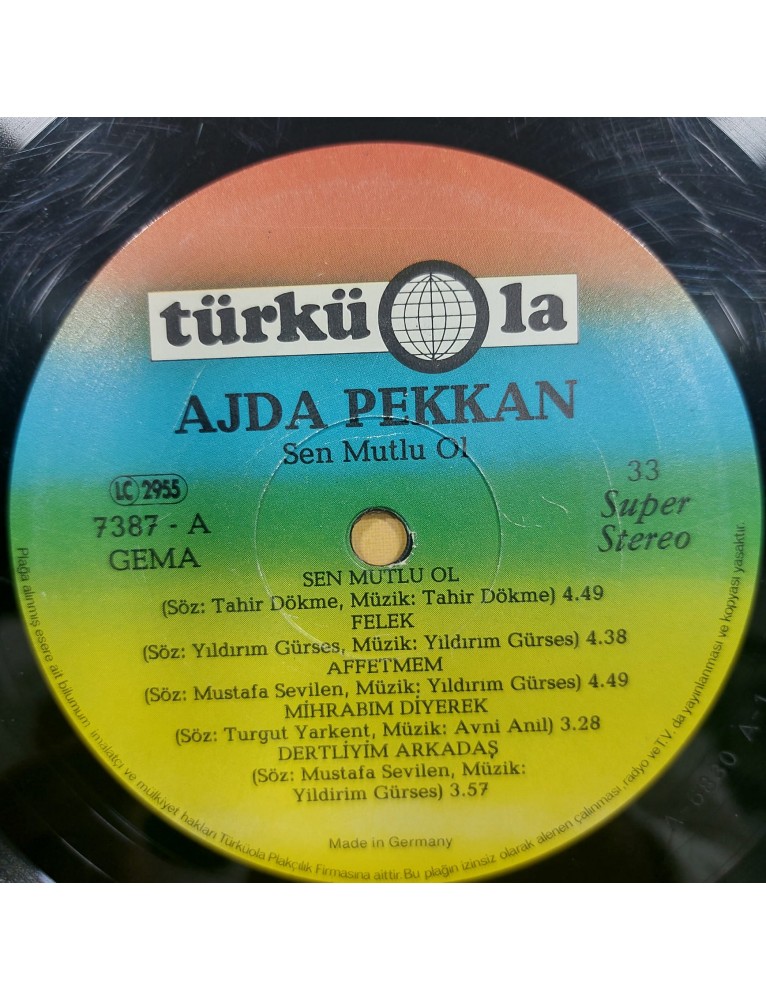 türküola
AJDA PEKKAN
Sen Mutlu Ol
LC 2955
7387 - A
GEMA
33
Super
Stereo
SEN MUTLU OL
(Söz: Tahir Dökme, Müzik: Tahir Dökme) 4.49
FELEK
(Söz: Yıldırım Gürses, Müzik: Yıldırım Gürses) 4.38
AFFETMEM
(Söz: Mustafa Sevilen, Müzik: Yıldırım Gürses) 4.49
MİHRABIM DİYEREK
(Söz: Turgut Yarkent, Müzik: Avni Anıl) 3.28
DERTLİYİM ARKADAŞ
(Söz: Mustafa Sevilen, Müzik:
Yildirim Gürses) 3.57
Made in Germany
Plağa alınmış esere ait bilumum imalatçı ve mülkiyet hakları Türküola Plakçılık Firmasına aittir. Bu plağın izinsiz olarak alenen çalınması, radyo ve T.V. da yayınlanması ve kopyası yasaktır.